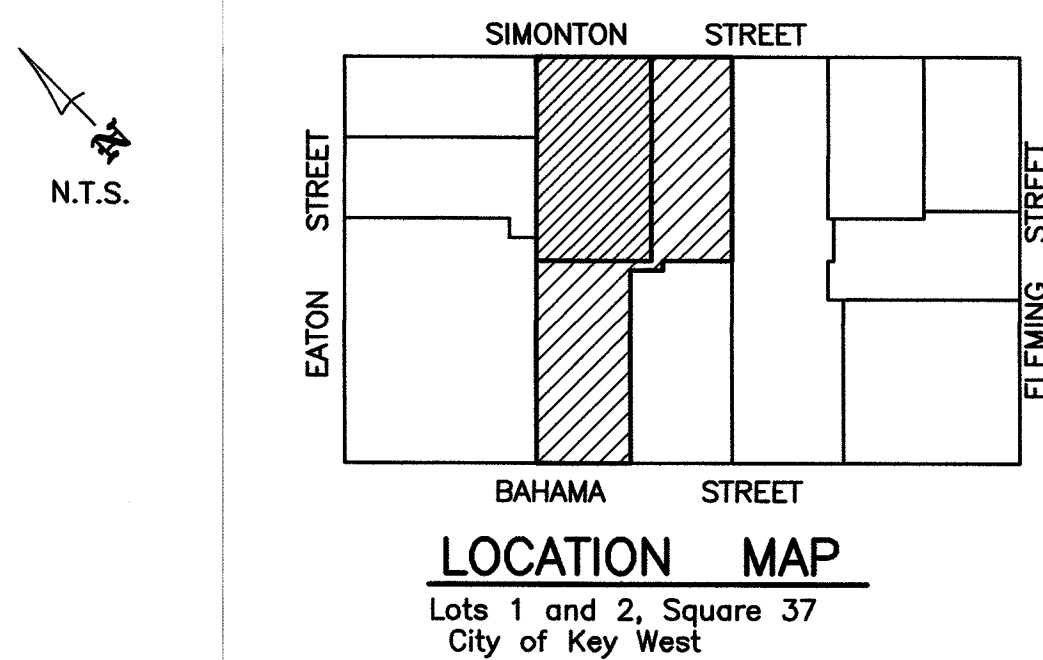 SIMONTON STREET
N
N.T.S.
EATON STREET
FLEMING STREET
BAHAMA STREET
LOCATION MAP
Lots 1 and 2, Square 37
City of Key West